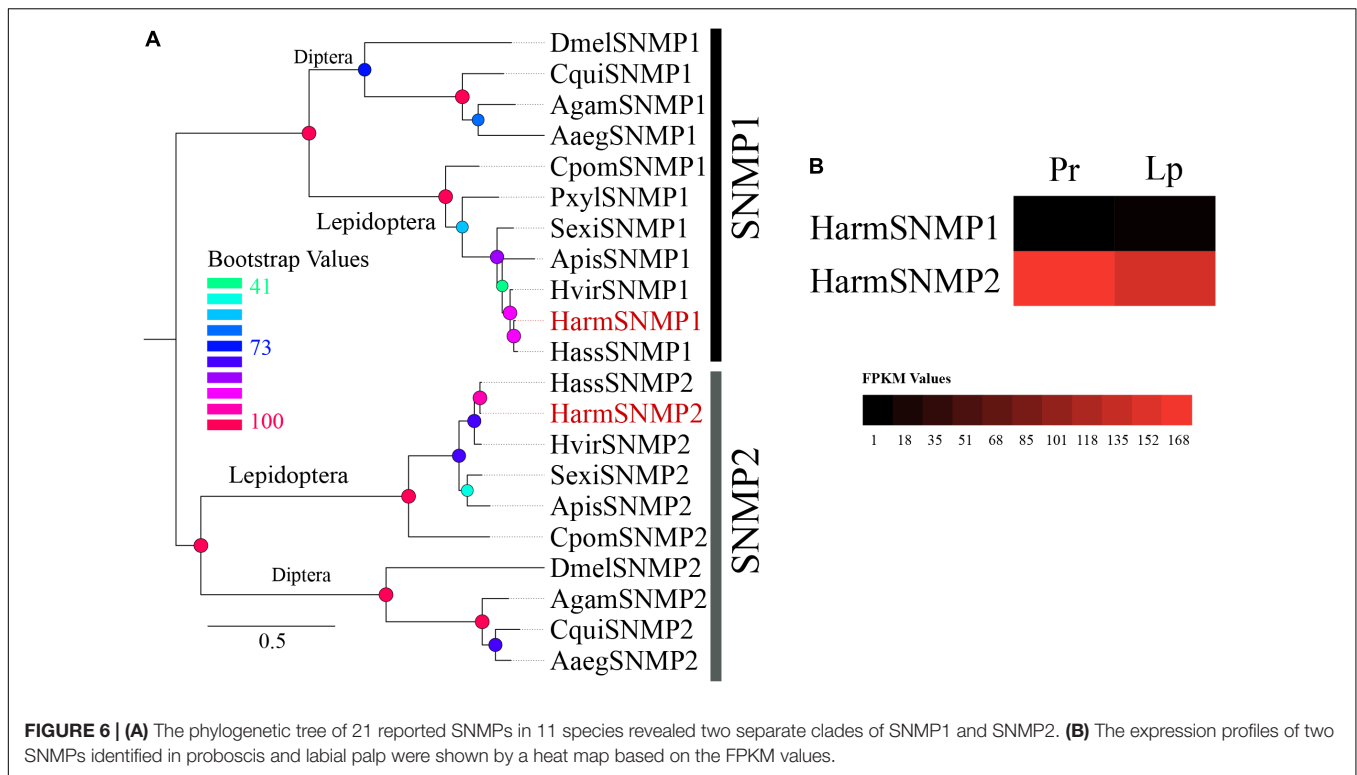 A
Diptera
DmelSNMP1
CquiSNMP1
AgamSNMP1
AaegSNMP1
CpomSNMP1
PxylSNMP1
Lepidoptera
SexiSNMP1
ApisSNMP1
HvirSNMP1
HarmSNMP1
HassSNMP1
SNMP1
Bootstrap Values
41
73
100
HassSNMP2
HarmSNMP2
HvirSNMP2
SexiSNMP2
Lepidoptera
ApisSNMP2
CpomSNMP2
DmelSNMP2
Diptera
AgamSNMP2
CquiSNMP2
AaegSNMP2
SNMP2
0.5
B
Pr Lp
HarmSNMP1
HarmSNMP2
FPKM Values
1 18 35 51 68 85 101 118 135 152 168
FIGURE 6 | (A) The phylogenetic tree of 21 reported SNMPs in 11 species revealed two separate clades of SNMP1 and SNMP2. (B) The expression profiles of two
SNMPs identified in proboscis and labial palp were shown by a heat map based on the FPKM values.